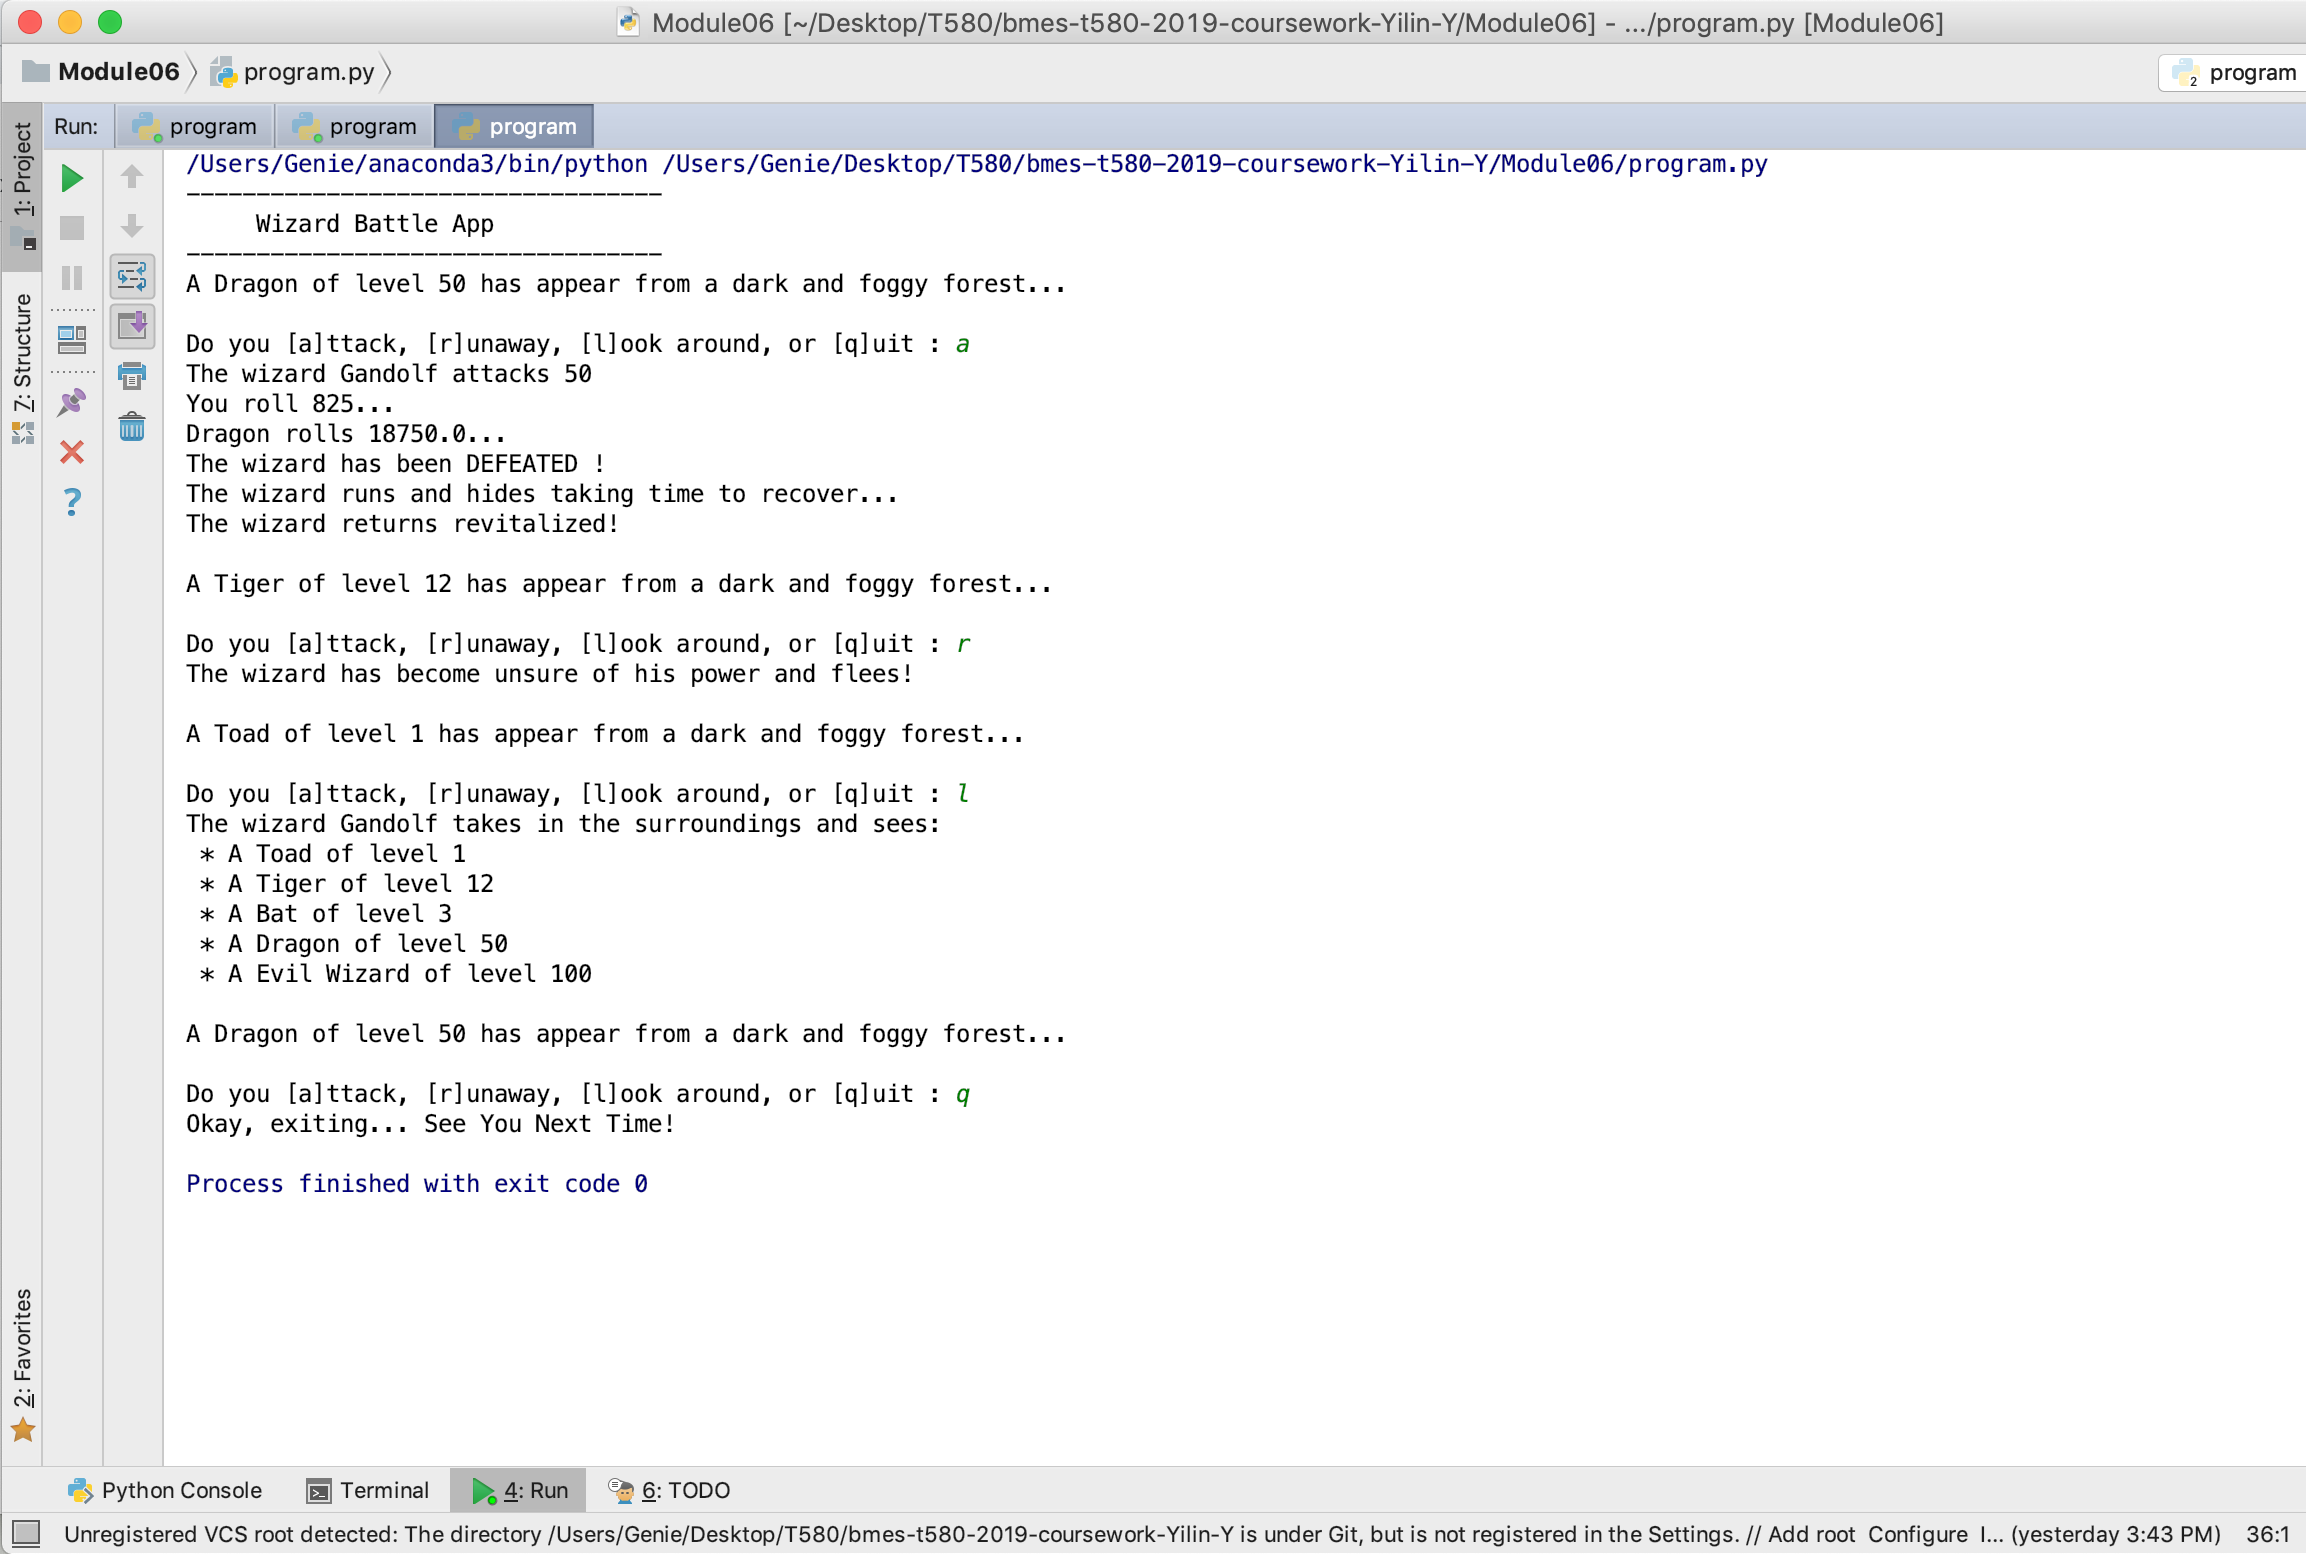 Module06 [~/Desktop/T580/bmes-t580-2019-coursework-Yilin-Y/Module06] - .../program.py [Module06]
Module06 program.py program
Run: program program program
1: Project
7: Structure
2: Favorites
/Users/Genie/anaconda3/bin/python /Users/Genie/Desktop/T580/bmes-t580-2019-coursework-Yilin-Y/Module06/program.py
----------------------------------
Wizard Battle App
----------------------------------
A Dragon of level 50 has appear from a dark and foggy forest...
Do you [a]ttack, [r]unaway, [l]ook around, or [q]uit : a
The wizard Gandolf attacks 50
You roll 825...
Dragon rolls 18750.0...
The wizard has been DEFEATED !
The wizard runs and hides taking time to recover...
The wizard returns revitalized!
A Tiger of level 12 has appear from a dark and foggy forest...
Do you [a]ttack, [r]unaway, [l]ook around, or [q]uit : r
The wizard has become unsure of his power and flees!
A Toad of level 1 has appear from a dark and foggy forest...
Do you [a]ttack, [r]unaway, [l]ook around, or [q]uit : l
The wizard Gandolf takes in the surroundings and sees:
* A Toad of level 1
* A Tiger of level 12
* A Bat of level 3
* A Dragon of level 50
* A Evil Wizard of level 100
A Dragon of level 50 has appear from a dark and foggy forest...
Do you [a]ttack, [r]unaway, [l]ook around, or [q]uit : q
Okay, exiting... See You Next Time!
Process finished with exit code 0
Python Console Terminal 4: Run 6: TODO
Unregistered VCS root detected: The directory /Users/Genie/Desktop/T580/bmes-t580-2019-coursework-Yilin-Y is under Git, but is not registered in the Settings. // Add root Configure I... (yesterday 3:43 PM) 36:1